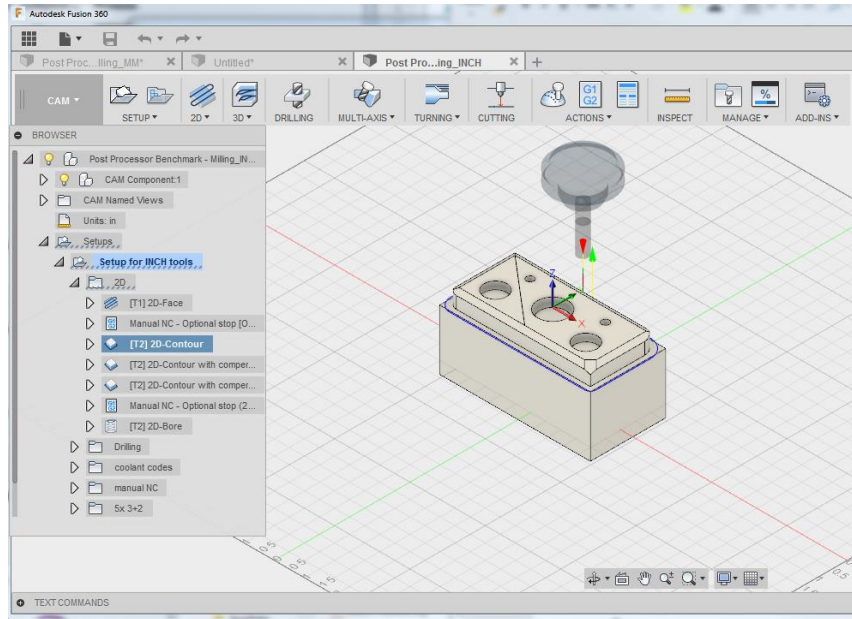 Autodesk Fusion 360
Post Proc...lling_MM*
Untitled*
Post Pro...ing_INCH
CAM
SETUP
2D
3D
DRILLING
MULTI-AXIS
TURNING
CUTTING
G1
G2
ACTIONS
INSPECT
%
MANAGE
ADD-INS
BROWSER
Post Processor Benchmark - Milling_IN...
CAM Component:1
CAM Named Views
Units: in
Setups
Setup for INCH tools
2D
[T1] 2D-Face
Manual NC - Optional stop [O...
[T2] 2D-Contour
[T2] 2D-Contour with compen...
[T2] 2D-Contour with compen...
Manual NC - Optional stop (2...
[T2] 2D-Bore
Drilling
coolant codes
manual NC
5x 3+2
Z
X
TEXT COMMANDS